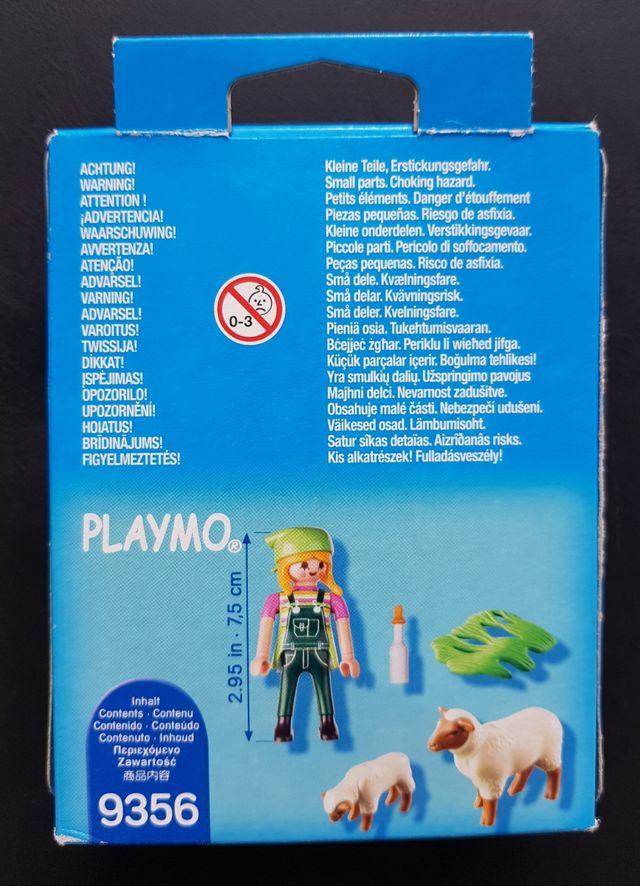 ACHTUNG! Kleine Teile, Erstickungsgefahr.
WARNING! Small parts. Choking hazard.
ATTENTION ! Petits éléments. Danger d'étouffement
¡ADVERTENCIA! Piezas pequeñas. Riesgo de asfixia.
WAARSCHUWING! Kleine onderdelen. Verstikkingsgevaar.
AVVERTENZA! Piccole parti. Pericolo di soffocamento.
ATENÇÃO! Peças pequenas. Risco de asfixia.
ADVARSEL! Små dele. Kvælningsfare.
VARNING! Små delar. Kvävningsrisk.
ADVARSEL! Små deler. Kvelningsfare.
VAROITUS! Pieniä osia. Tukehtumisvaaran.
TWISSIJA! Bċejjeċ żgħar. Periklu li wieħed jifga.
DİKKAT! Küçük parçalar içerir. Boğulma tehlikesi!
ĮSPĖJIMAS! Yra smulkių dalių. Užspringimo pavojus
OPOZORILO! Majhni delci. Nevarnost zadušitve.
UPOZORNĚNÍ! Obsahuje malé části. Nebezpečí udušení.
HOIATUS! Väikesed osad. Lämbumisoht.
BRĪDINĀJUMS! Satur sīkas detaļas. Aizrīšanās risks.
FIGYELMEZTETÉS! Kis alkatrészek! Fulladásveszély!
0-3
PLAYMO®
2.95 in · 7,5 cm
Inhalt
Contents · Contenu
Contenido · Conteúdo
Contenuto · Inhoud
Περιεχόμενο
Zawartość
商品内容
9356